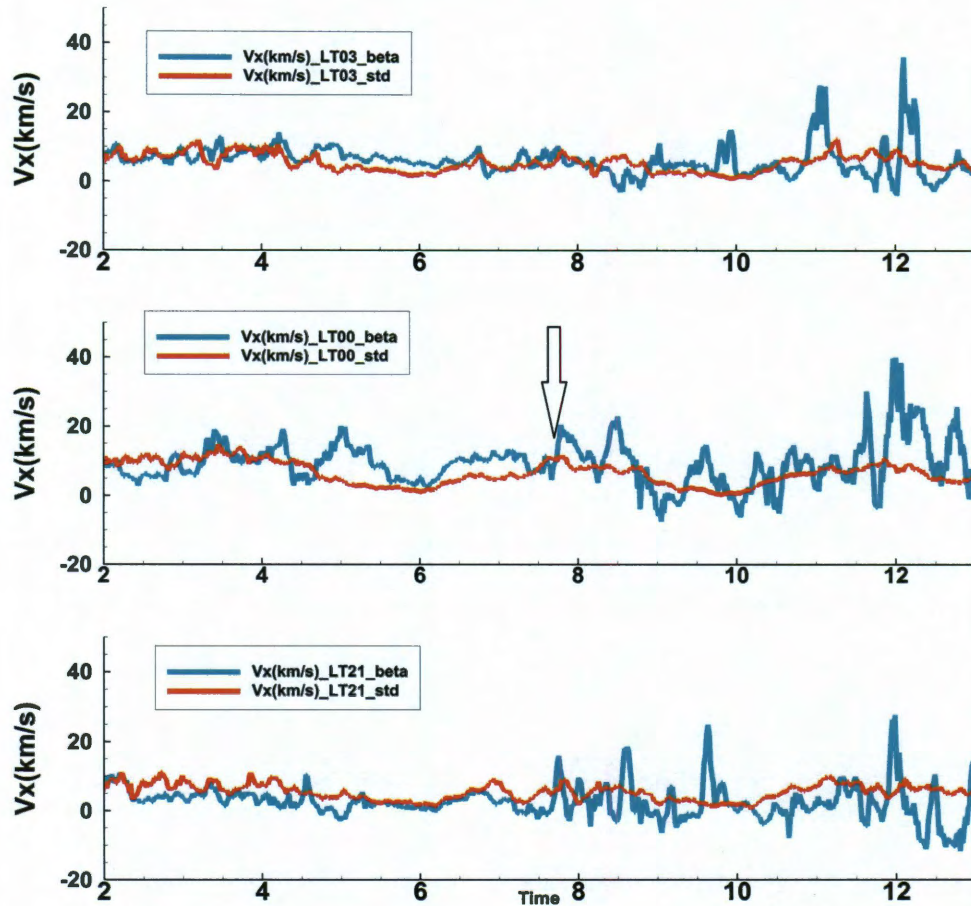 Vx(km/s)
40
20
0
-20
Vx(km/s)_LT03_beta
Vx(km/s)_LT03_std
2 4 6 8 10 12
Vx(km/s)
40
20
0
-20
Vx(km/s)_LT00_beta
Vx(km/s)_LT00_std
2 4 6 8 10 12
Vx(km/s)
40
20
0
-20
Vx(km/s)_LT21_beta
Vx(km/s)_LT21_std
2 4 6 8 10 12
Time